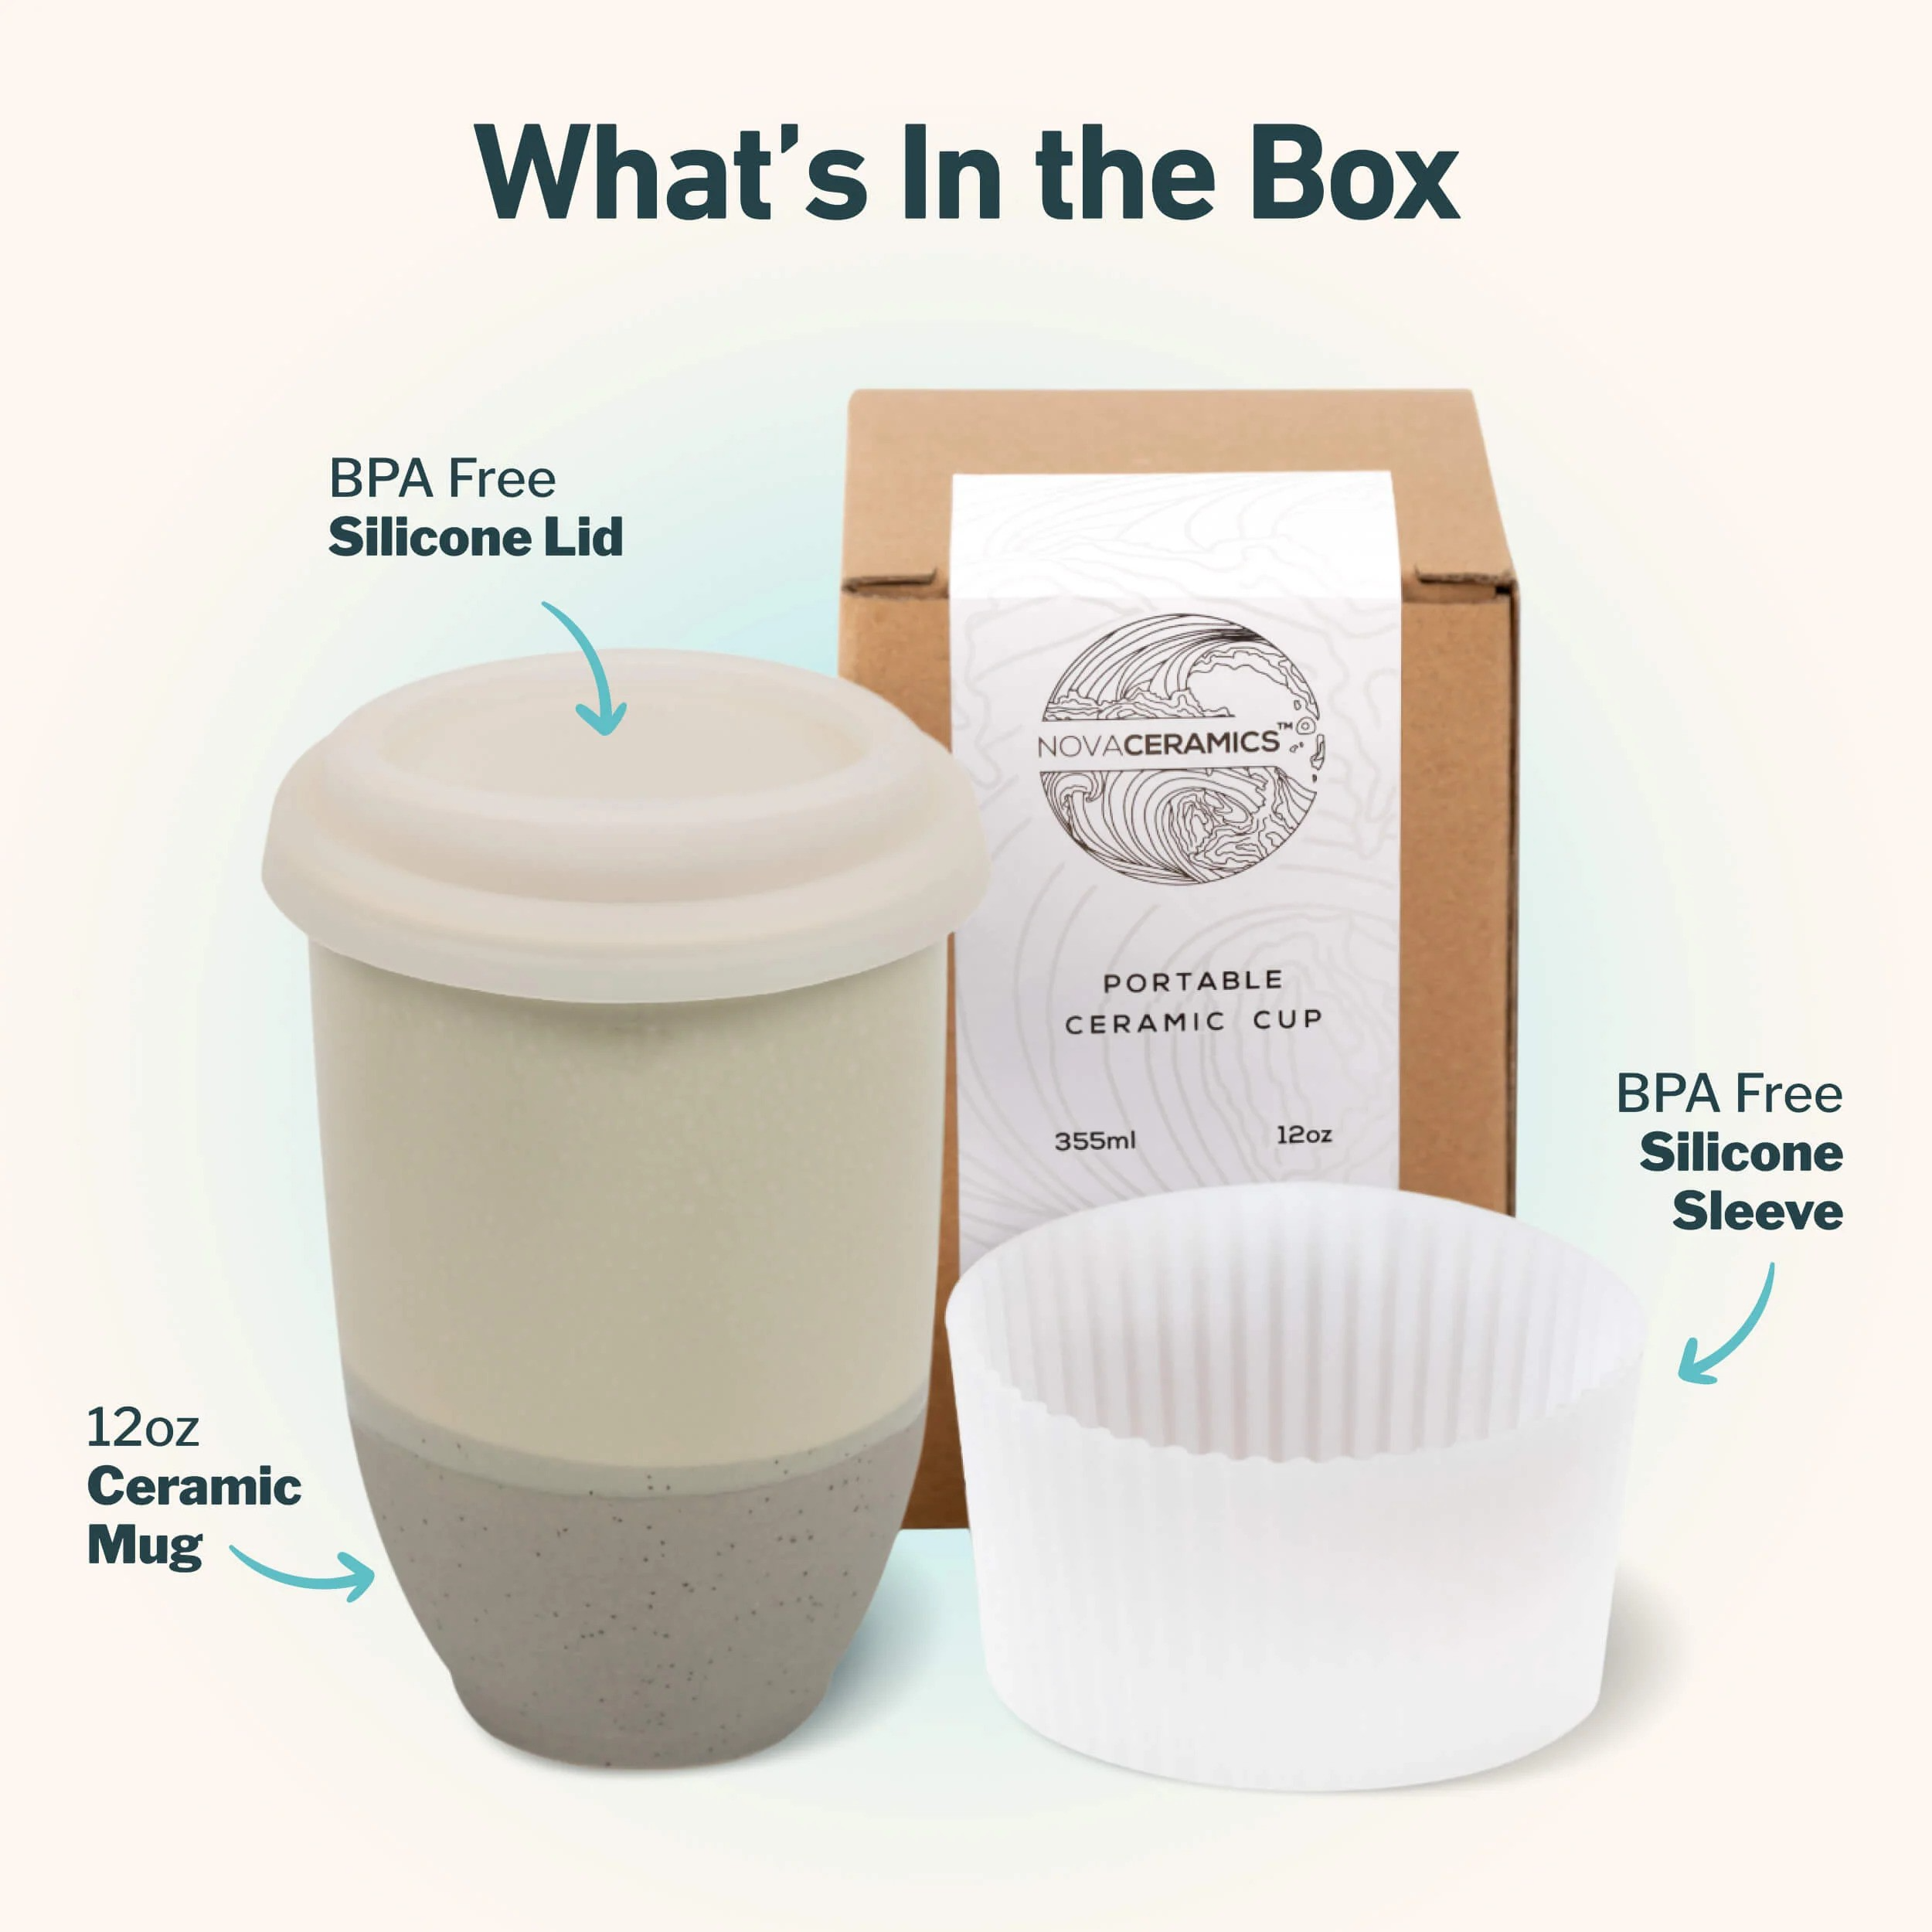 What's In the Box
BPA Free
Silicone Lid
NOVACERAMICS™
PORTABLE
CERAMIC CUP
355ml 12oz
BPA Free
Silicone
Sleeve
12oz
Ceramic
Mug